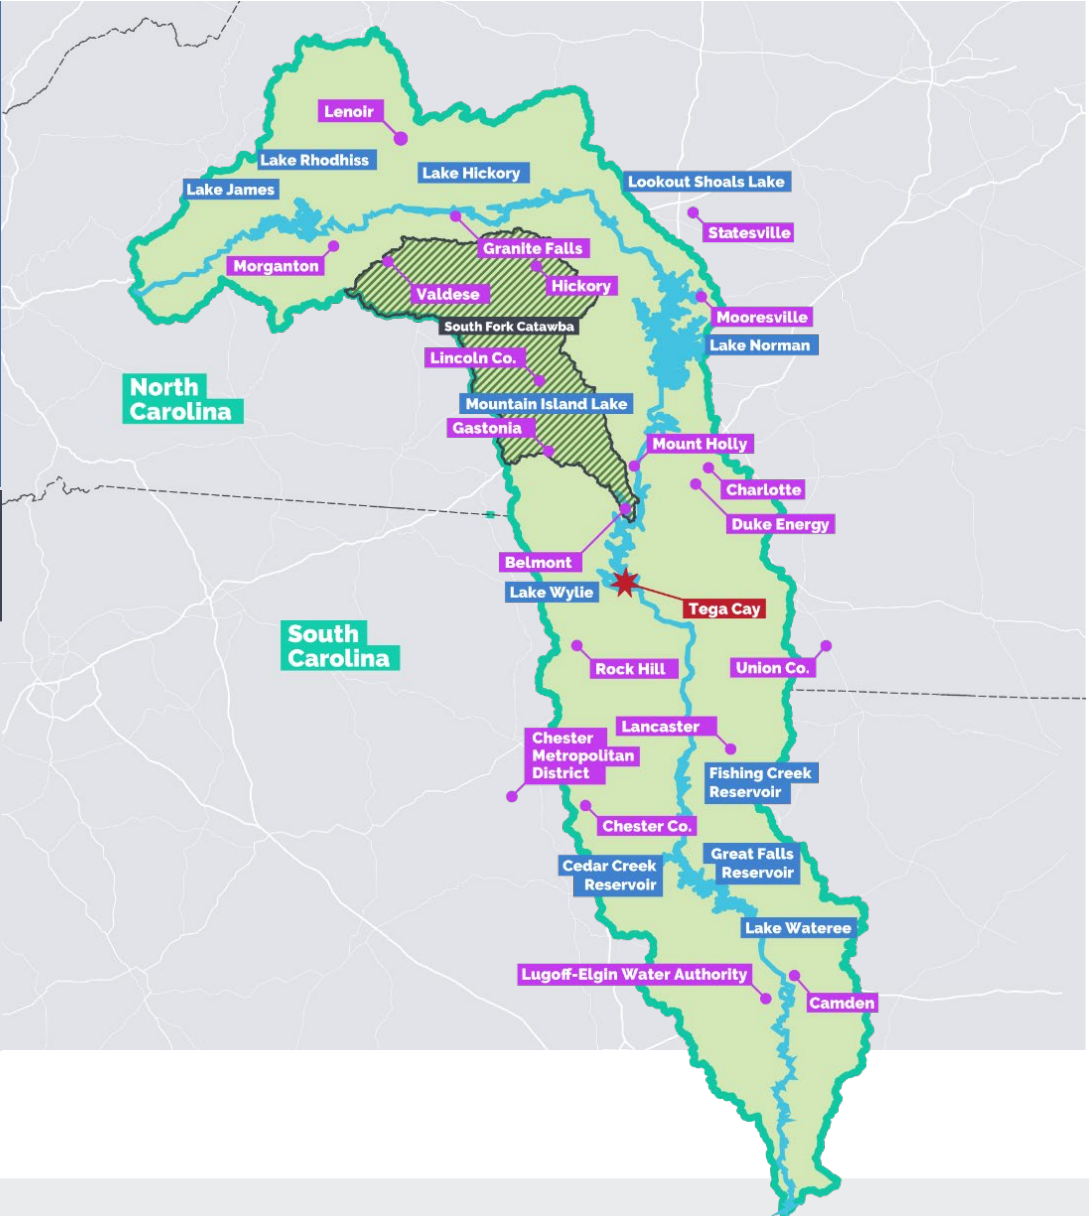 Lenoir
Lake Rhodhiss
Lake Hickory
Lookout Shoals Lake
Lake James
Statesville
Granite Falls
Morganton
Hickory
Valdese
Mooresville
South Fork Catawba
Lake Norman
Lincoln Co.
North
Carolina
Mountain Island Lake
Gastonia
Mount Holly
Charlotte
Duke Energy
Belmont
Lake Wylie
Tega Cay
South
Carolina
Rock Hill
Union Co.
Lancaster
Chester
Metropolitan
District
Fishing Creek
Reservoir
Chester Co.
Great Falls
Reservoir
Cedar Creek
Reservoir
Lake Wateree
Lugoff-Elgin Water Authority
Camden